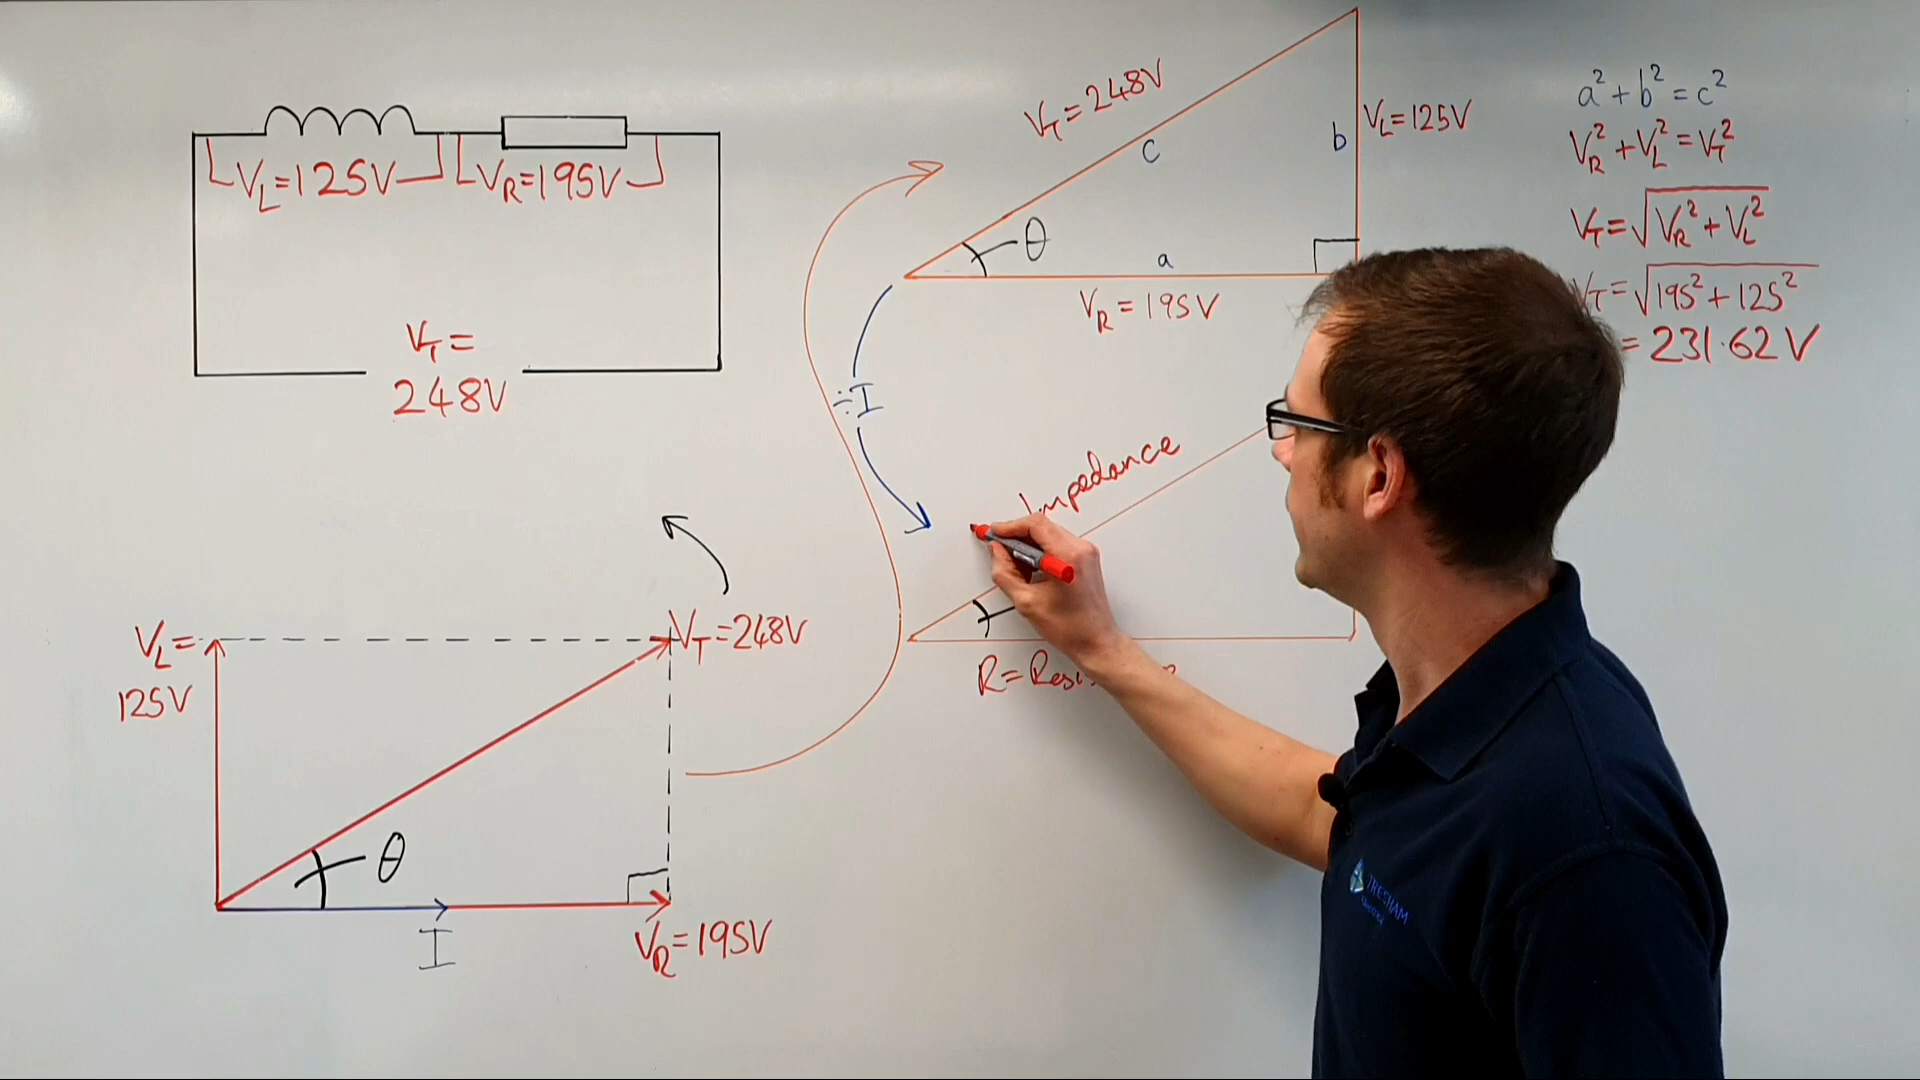 VL=125V
VR=195V
VT=
248V
VL=
125V
VT=248V
θ
I
VR=195V
VT=248V
c
b
VL=125V
θ
a
VR=195V
÷I
Impedance
a²+b²=c²
VR²+VL²=VT²
VT=√VR²+VL²
VT=√195²+125²
=231.62V
TRESHAM